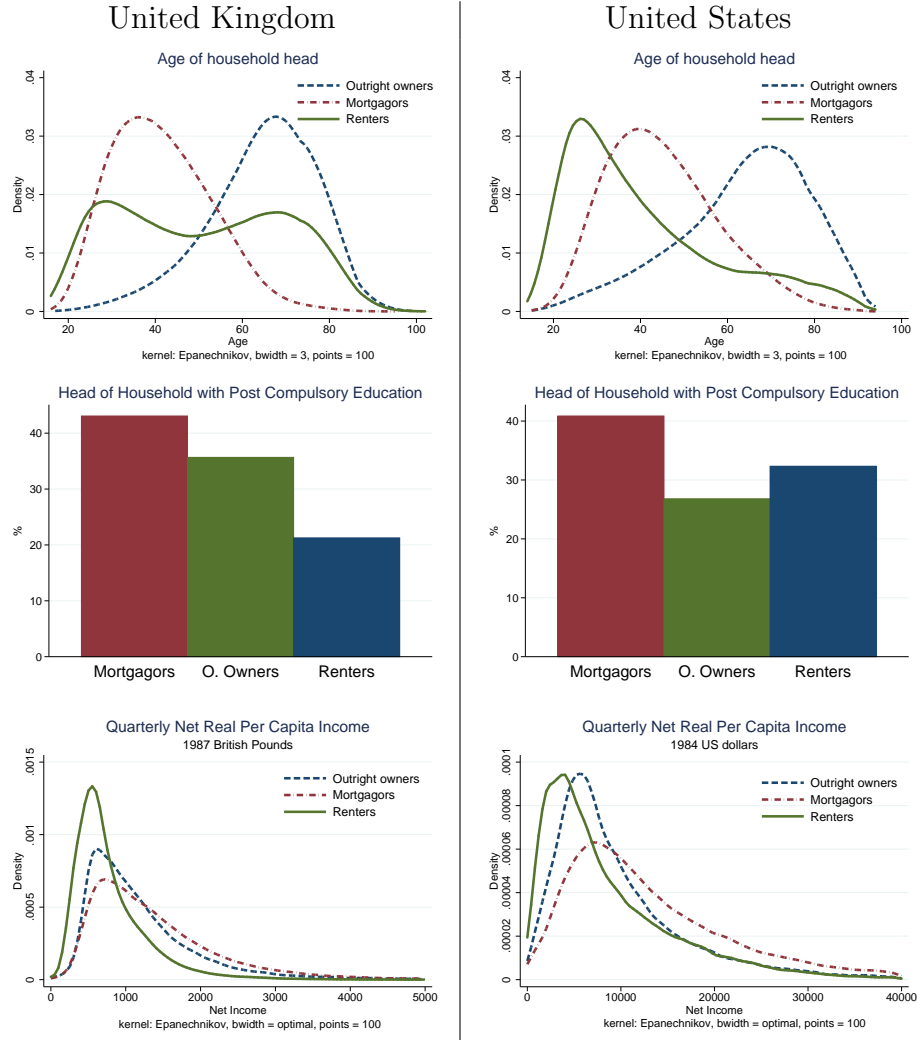 United Kingdom
Age of household head
Outright owners
Mortgagors
Renters
Density
0 .01 .02 .03 .04
20 40 60 80 100
Age
kernel: Epanechnikov, bwidth = 3, points = 100
Head of Household with Post Compulsory Education
%
0 10 20 30 40
Mortgagors O. Owners Renters
Quarterly Net Real Per Capita Income
1987 British Pounds
Outright owners
Mortgagors
Renters
Density
0 .0005 .001 .0015
0 1000 2000 3000 4000 5000
Net Income
kernel: Epanechnikov, bwidth = optimal, points = 100
United States
Age of household head
Outright owners
Mortgagors
Renters
Density
0 .01 .02 .03 .04
20 40 60 80 100
Age
kernel: Epanechnikov, bwidth = 3, points = 100
Head of Household with Post Compulsory Education
%
0 10 20 30 40
Mortgagors O. Owners Renters
Quarterly Net Real Per Capita Income
1984 US dollars
Outright owners
Mortgagors
Renters
Density
0 .00002 .00004 .00006 .00008 .0001
0 10000 20000 30000 40000
Net Income
kernel: Epanechnikov, bwidth = optimal, points = 100